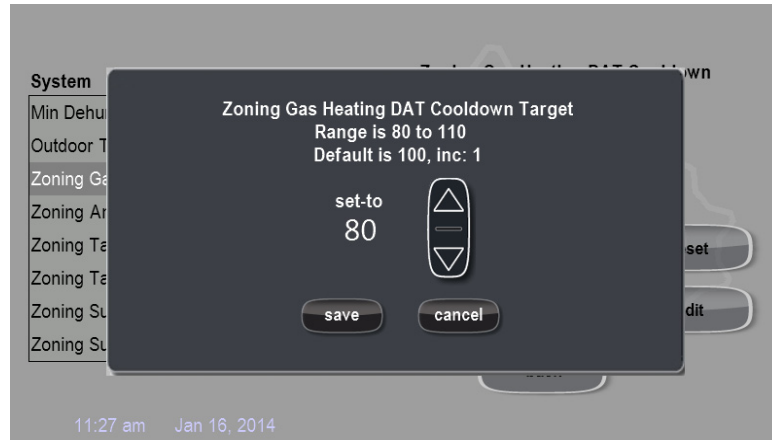 System
Min Dehu
Outdoor T
Zoning Ga
Zoning Ar
Zoning Ta
Zoning Ta
Zoning Su
Zoning Su
Zoning Gas Heating DAT Cooldown Target
Range is 80 to 110
Default is 100, inc: 1
set-to
80
save
cancel
set
dit
11:27 am Jan 16, 2014